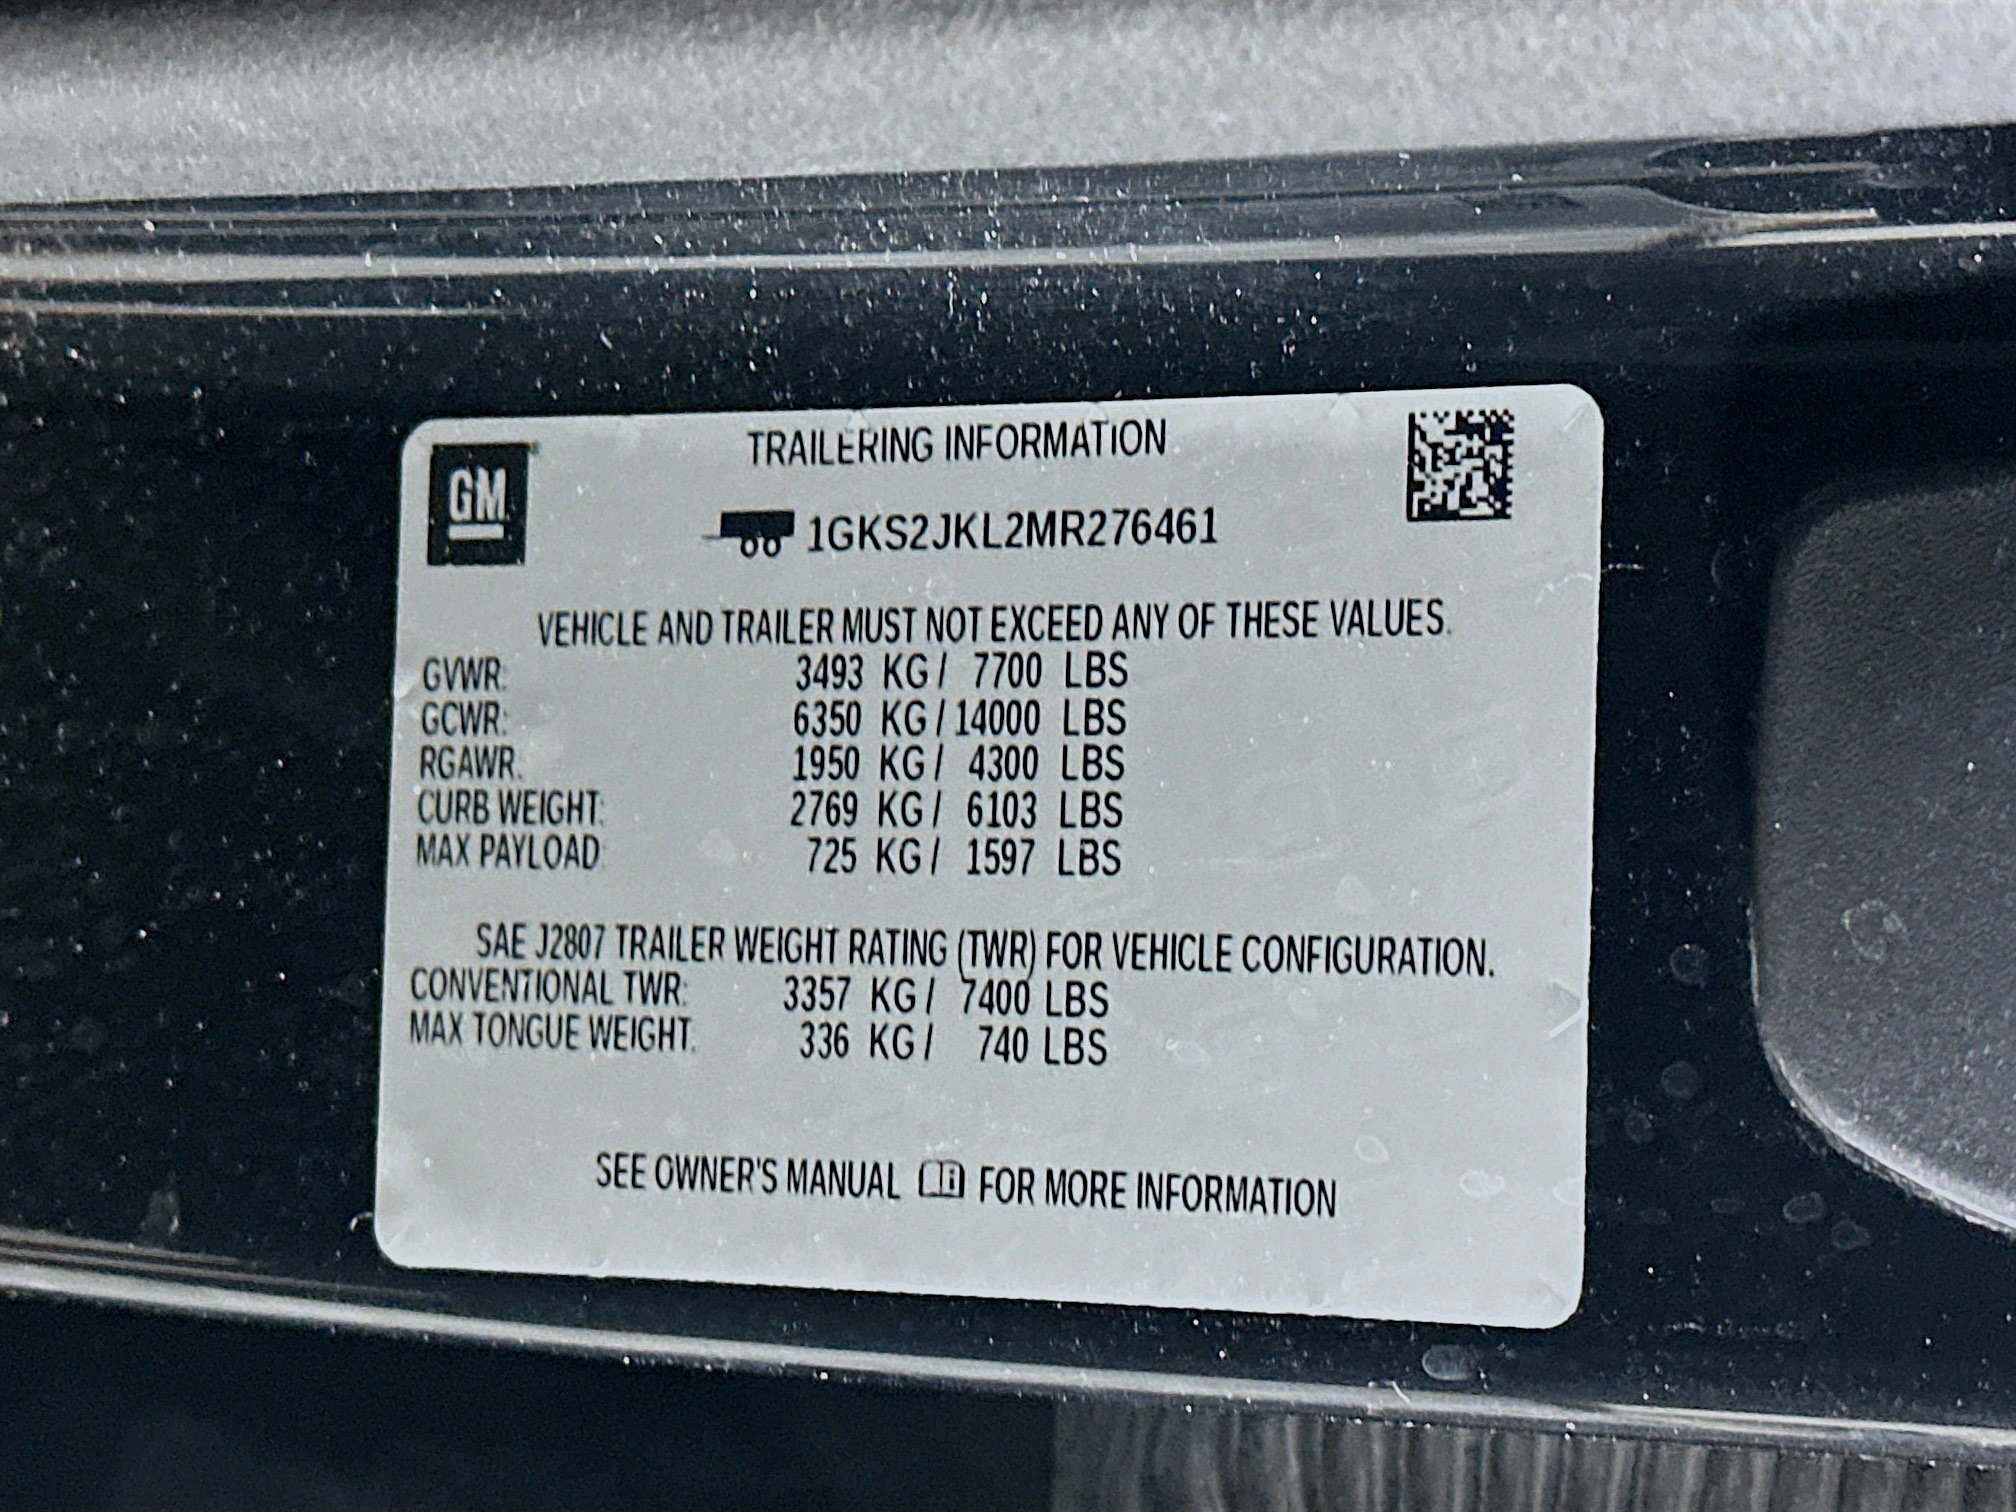 GM
TRAILERING INFORMATION
1GKS2JKL2MR276461
VEHICLE AND TRAILER MUST NOT EXCEED ANY OF THESE VALUES.
GVWR: 3493 KG / 7700 LBS
GCWR: 6350 KG / 14000 LBS
RGAWR: 1950 KG / 4300 LBS
CURB WEIGHT: 2769 KG / 6103 LBS
MAX PAYLOAD: 725 KG / 1597 LBS
SAE J2807 TRAILER WEIGHT RATING (TWR) FOR VEHICLE CONFIGURATION.
CONVENTIONAL TWR: 3357 KG / 7400 LBS
MAX TONGUE WEIGHT: 336 KG / 740 LBS
SEE OWNER'S MANUAL FOR MORE INFORMATION